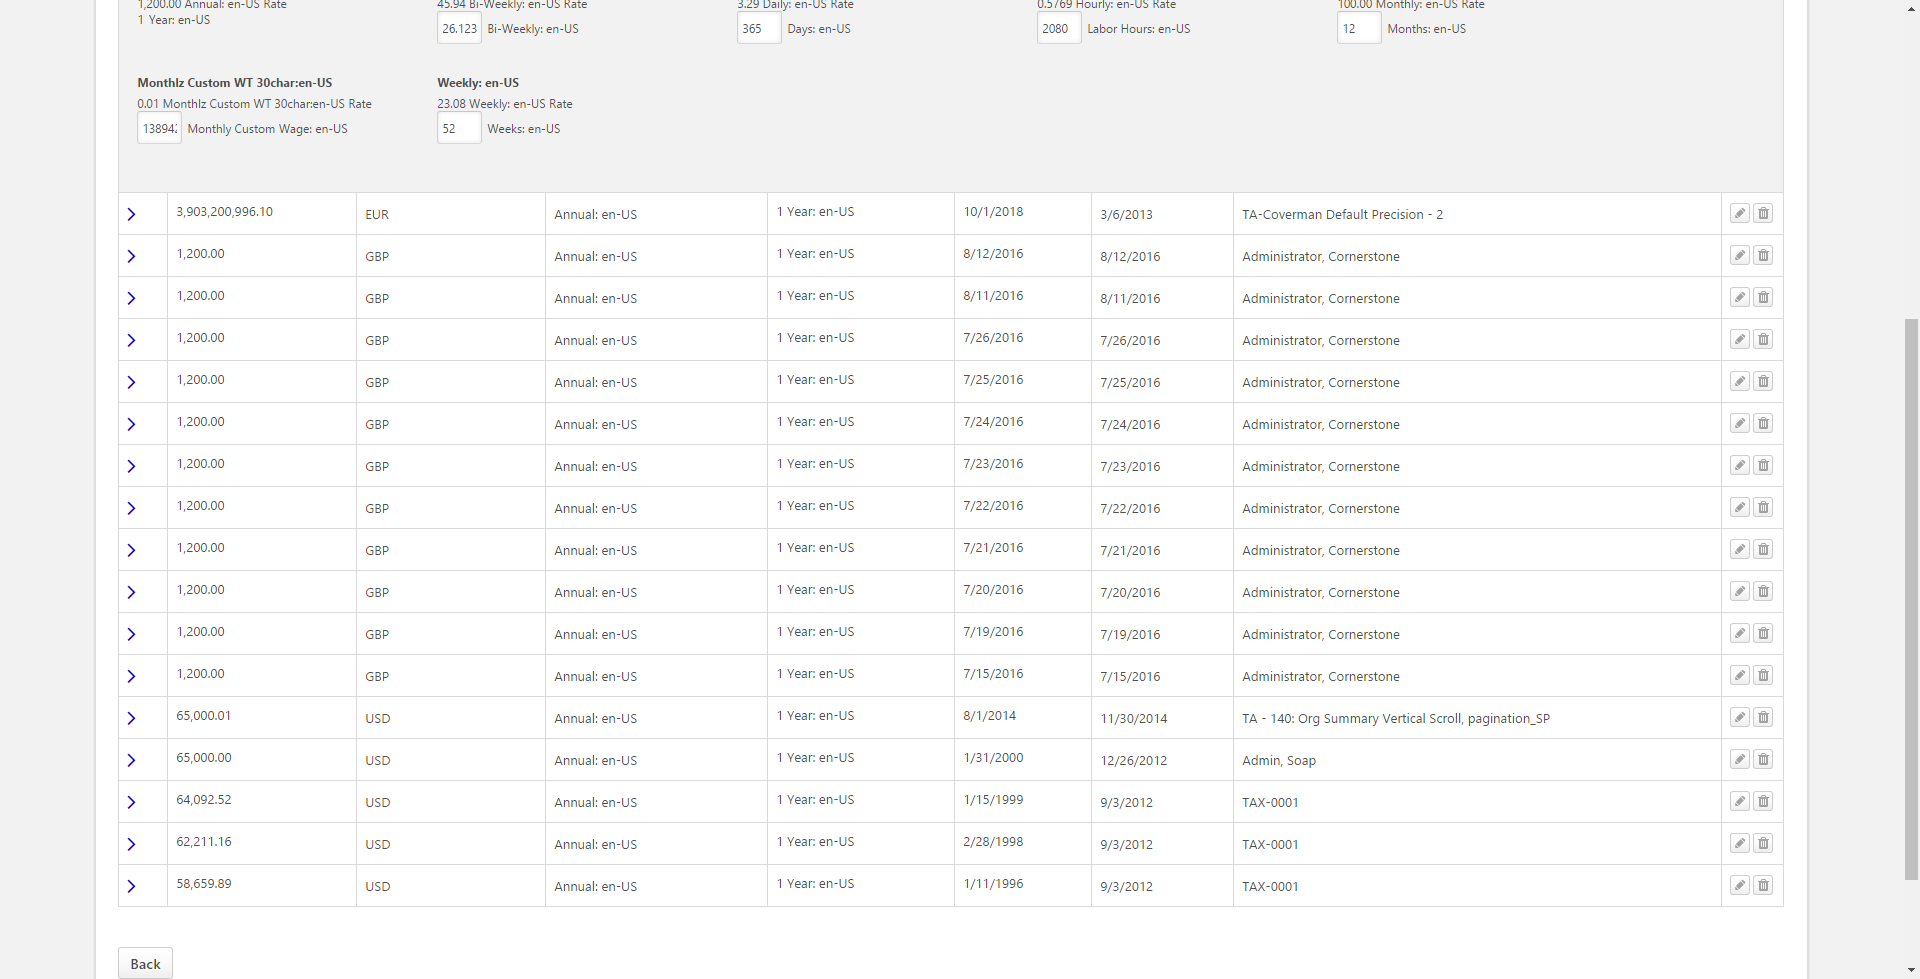 1,200.00 Annual: en-US Rate 45.94 Bi-Weekly: en-US Rate 3.29 Daily: en-US Rate 0.5769 Hourly: en-US Rate 100.00 Monthly: en-US Rate
1 Year: en-US 26.123 Bi-Weekly: en-US 365 Days: en-US 2080 Labor Hours: en-US 12 Months: en-US
Monthlz Custom WT 30char:en-US Weekly: en-US
0.01 Monthlz Custom WT 30char:en-US Rate 23.08 Weekly: en-US Rate
13894 Monthly Custom Wage: en-US 52 Weeks: en-US
3,903,200,996.10 EUR Annual: en-US 1 Year: en-US 10/1/2018 3/6/2013 TA-Coverman Default Precision - 2
1,200.00 GBP Annual: en-US 1 Year: en-US 8/12/2016 8/12/2016 Administrator, Cornerstone
1,200.00 GBP Annual: en-US 1 Year: en-US 8/11/2016 8/11/2016 Administrator, Cornerstone
1,200.00 GBP Annual: en-US 1 Year: en-US 7/26/2016 7/26/2016 Administrator, Cornerstone
1,200.00 GBP Annual: en-US 1 Year: en-US 7/25/2016 7/25/2016 Administrator, Cornerstone
1,200.00 GBP Annual: en-US 1 Year: en-US 7/24/2016 7/24/2016 Administrator, Cornerstone
1,200.00 GBP Annual: en-US 1 Year: en-US 7/23/2016 7/23/2016 Administrator, Cornerstone
1,200.00 GBP Annual: en-US 1 Year: en-US 7/22/2016 7/22/2016 Administrator, Cornerstone
1,200.00 GBP Annual: en-US 1 Year: en-US 7/21/2016 7/21/2016 Administrator, Cornerstone
1,200.00 GBP Annual: en-US 1 Year: en-US 7/20/2016 7/20/2016 Administrator, Cornerstone
1,200.00 GBP Annual: en-US 1 Year: en-US 7/19/2016 7/19/2016 Administrator, Cornerstone
1,200.00 GBP Annual: en-US 1 Year: en-US 7/15/2016 7/15/2016 Administrator, Cornerstone
65,000.01 USD Annual: en-US 1 Year: en-US 8/1/2014 11/30/2014 TA - 140: Org Summary Vertical Scroll, pagination_SP
65,000.00 USD Annual: en-US 1 Year: en-US 1/31/2000 12/26/2012 Admin, Soap
64,092.52 USD Annual: en-US 1 Year: en-US 1/15/1999 9/3/2012 TAX-0001
62,211.16 USD Annual: en-US 1 Year: en-US 2/28/1998 9/3/2012 TAX-0001
58,659.89 USD Annual: en-US 1 Year: en-US 1/11/1996 9/3/2012 TAX-0001
Back